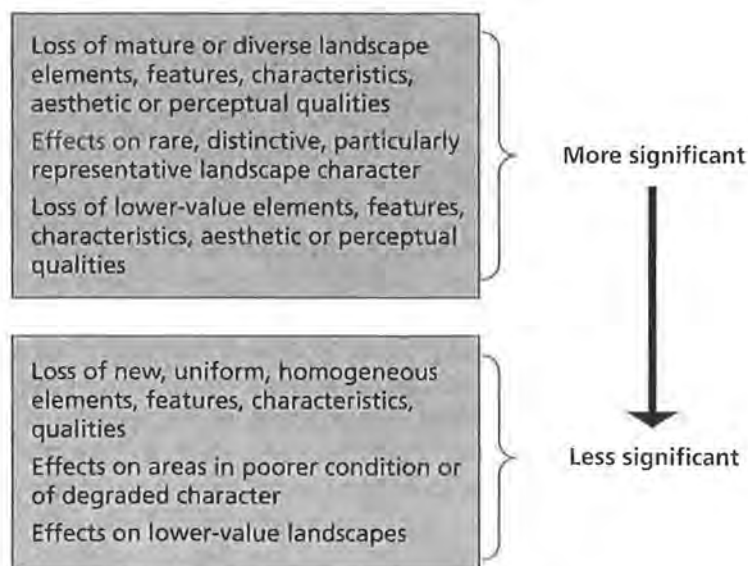 Loss of mature or diverse landscape
elements, features, characteristics,
aesthetic or perceptual qualities
Effects on rare, distinctive, particularly
representative landscape character
Loss of lower-value elements, features,
characteristics, aesthetic or perceptual
qualities
More significant
Loss of new, uniform, homogeneous
elements, features, characteristics,
qualities
Effects on areas in poorer condition or
of degraded character
Effects on lower-value landscapes
Less significant